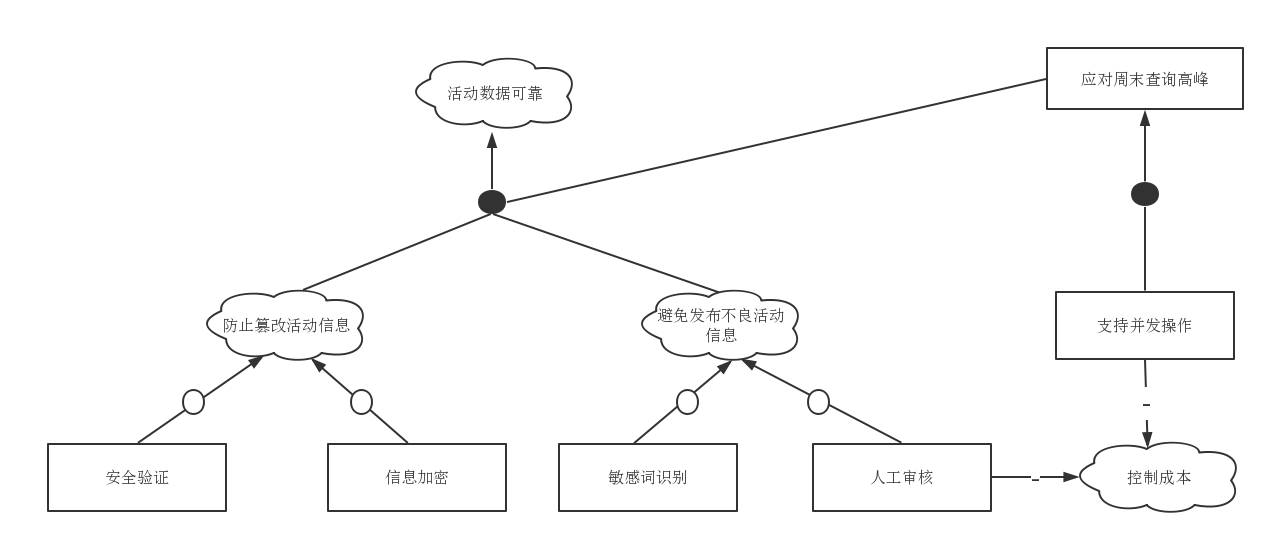 应对周末查询高峰
活动数据可靠
防止篡改活动信息
避免发布不良活动
信息
支持并发操作
-
安全验证
信息加密
敏感词识别
人工审核
-
控制成本